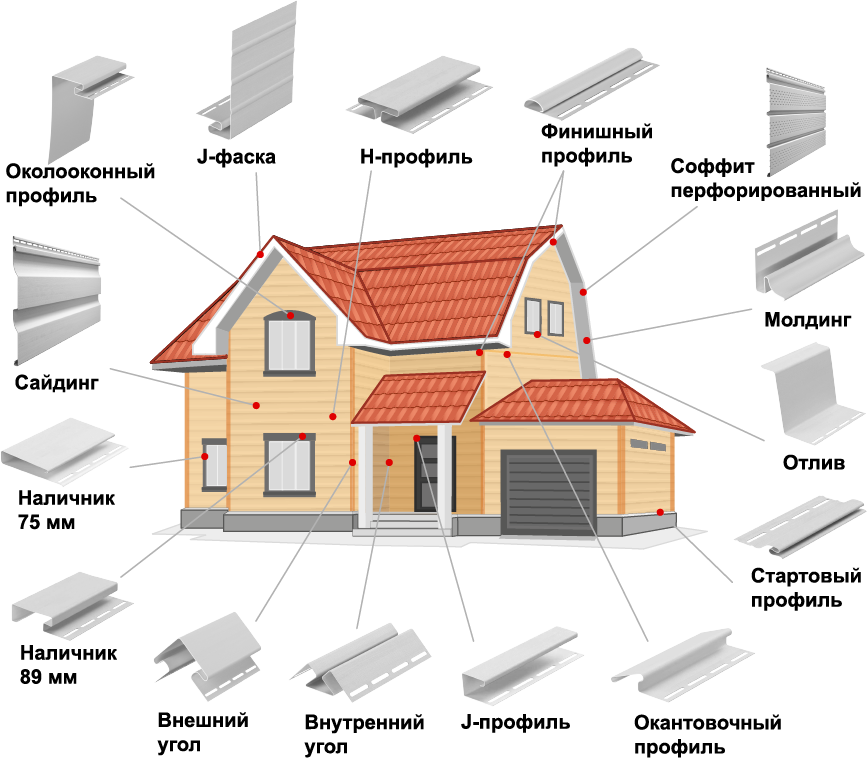 J-фаска
H-профиль
Финишный
профиль
Околооконный
профиль
Соффит
перфорированный
Молдинг
Сайдинг
Отлив
Наличник
75 мм
Стартовый
профиль
Наличник
89 мм
Внешний
угол
Внутренний
угол
J-профиль
Окантовочный
профиль